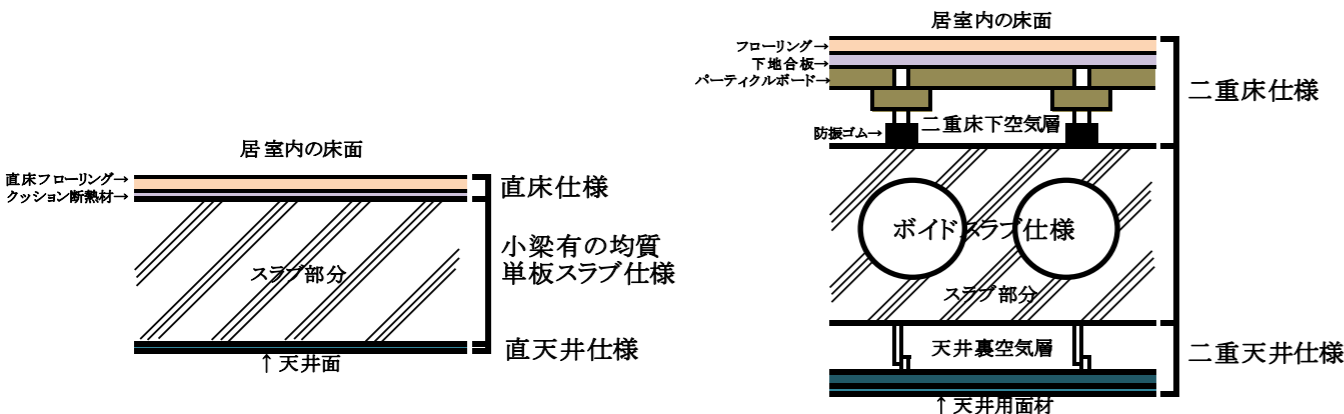 居室内の床面
直床フローリング→
クッション断熱材→
直床仕様
スラブ部分
小梁有の均質
単板スラブ仕様
直天井仕様
↑天井面
居室内の床面
フローリング→
下地合板→
パーティクルボード→
二重床仕様
防振ゴム→
二重床下空気層
ボイドスラブ仕様
スラブ部分
天井裏空気層
二重天井仕様
↑天井用面材